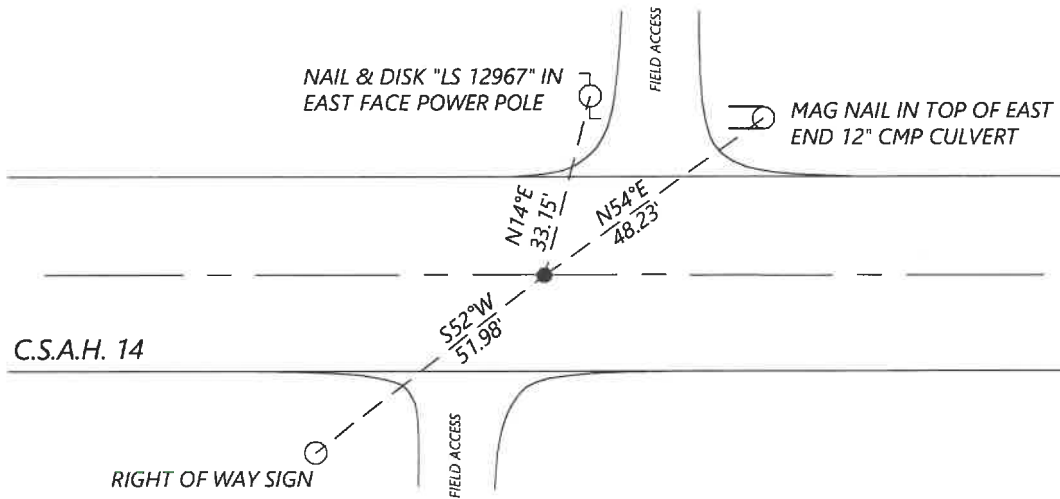 FIELD ACCESS
NAIL & DISK "LS 12967" IN
EAST FACE POWER POLE
MAG NAIL IN TOP OF EAST
END 12" CMP CULVERT
N14°E
33.15'
N54°E
48.23'
S52°W
51.98'
C.S.A.H. 14
RIGHT OF WAY SIGN
FIELD ACCESS